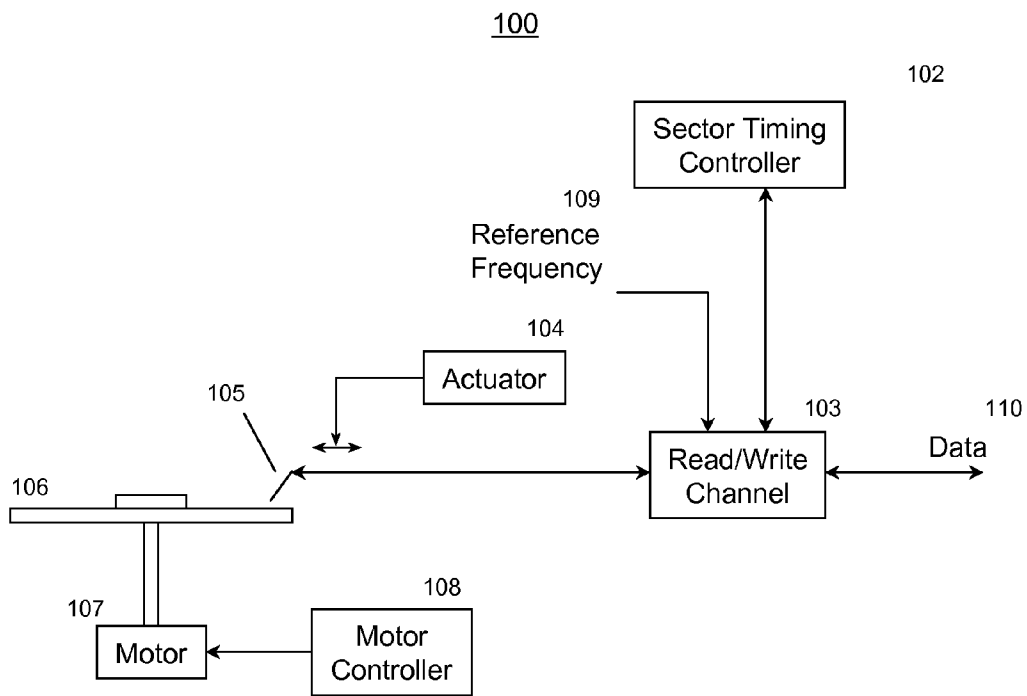 100
102
Sector Timing
Controller
109
Reference
Frequency
104
Actuator
105
103
110
Read/Write
Channel
Data
106
107
Motor
108
Motor
Controller